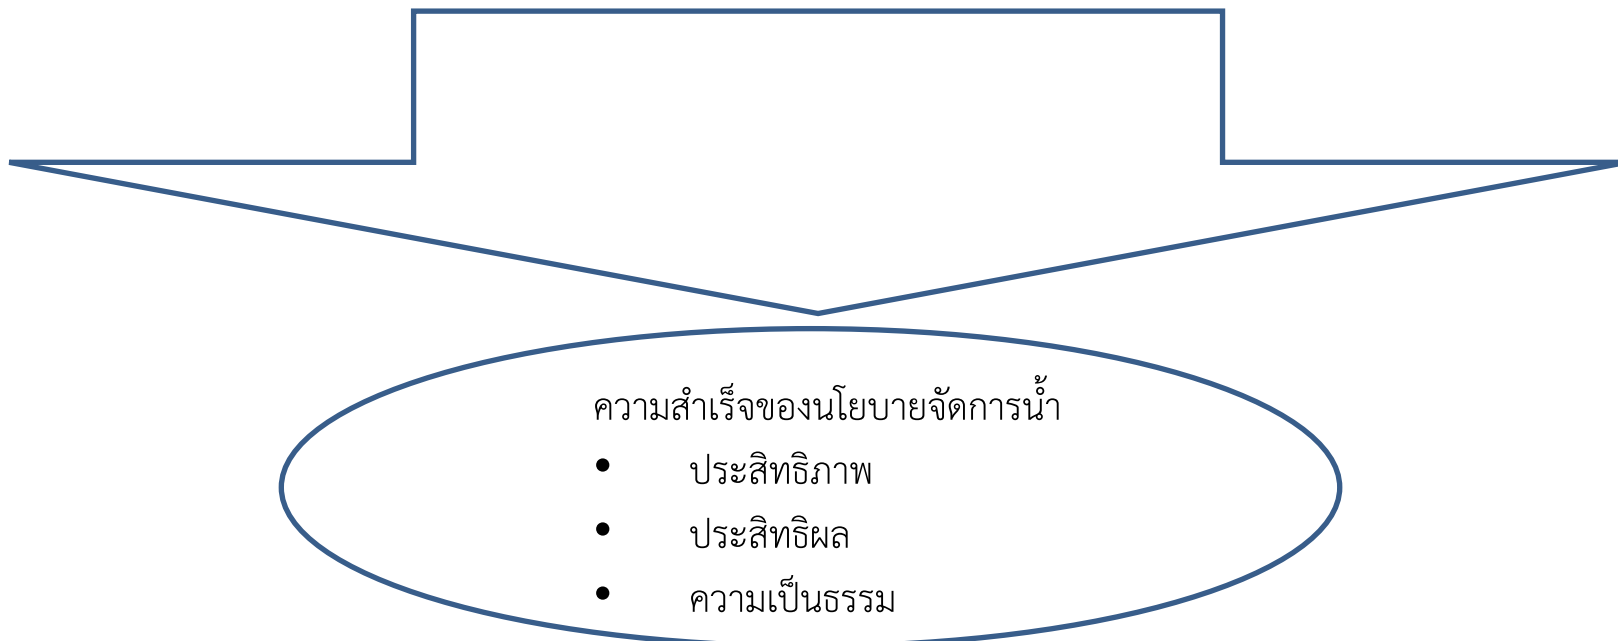 ความสำเร็จของนโยบายจัดการน้ำ
• ประสิทธิภาพ
• ประสิทธิผล
• ความเป็นธรรม